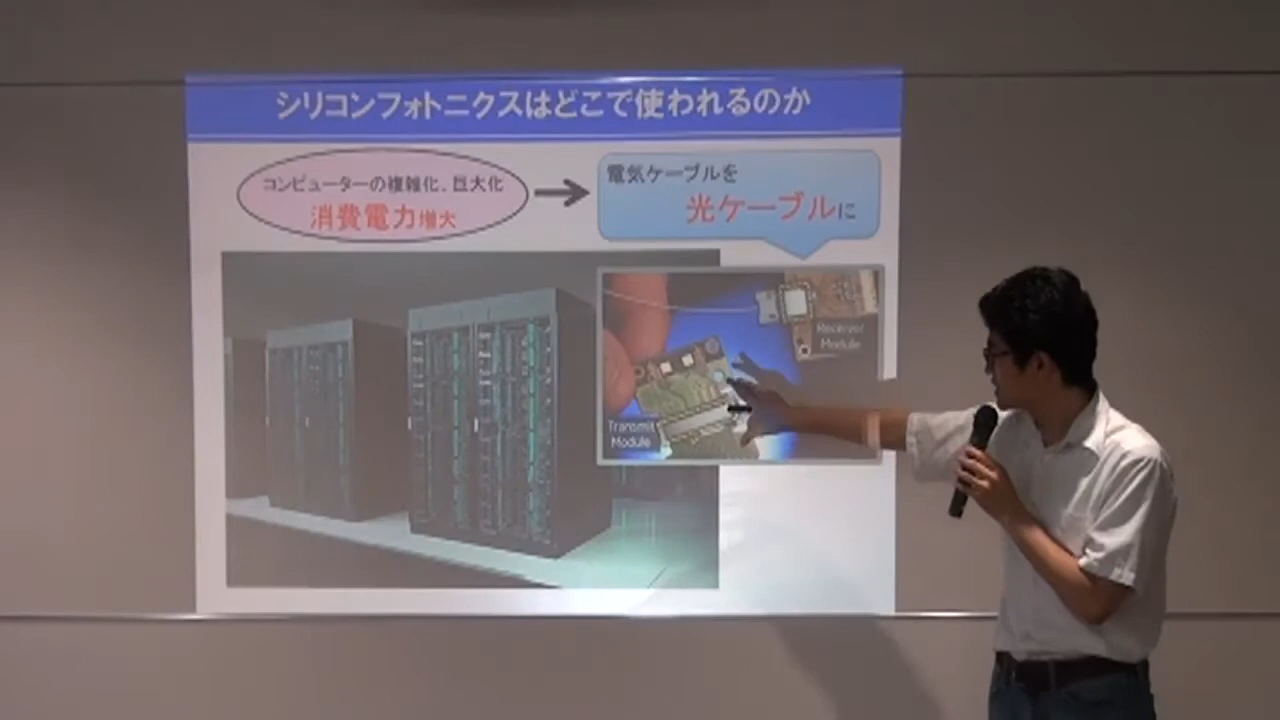 シリコンフォトニクスはどこで使われるのか
コンピューターの複雑化、巨大化
消費電力増大
電気ケーブルを
光ケーブルに
Receiver
Module
Transmit
Module